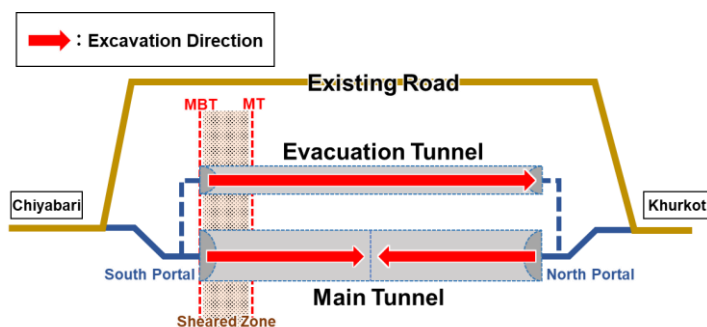 : Excavation Direction
Existing Road
MBT MT
Evacuation Tunnel
Chiyabari
Khurkot
South Portal
North Portal
Main Tunnel
Sheared Zone